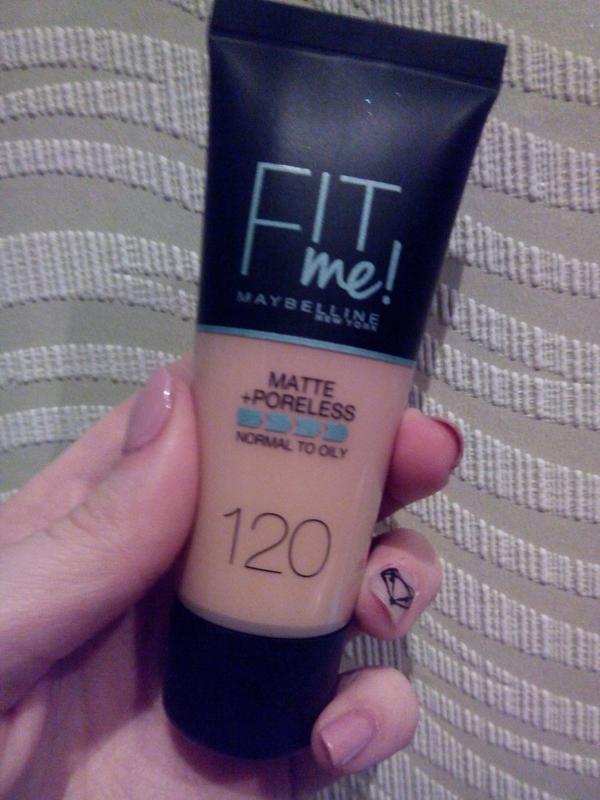 FIT
me!
MAYBELLINE
NEW YORK
MATTE
+PORELESS
NORMAL TO OILY
120